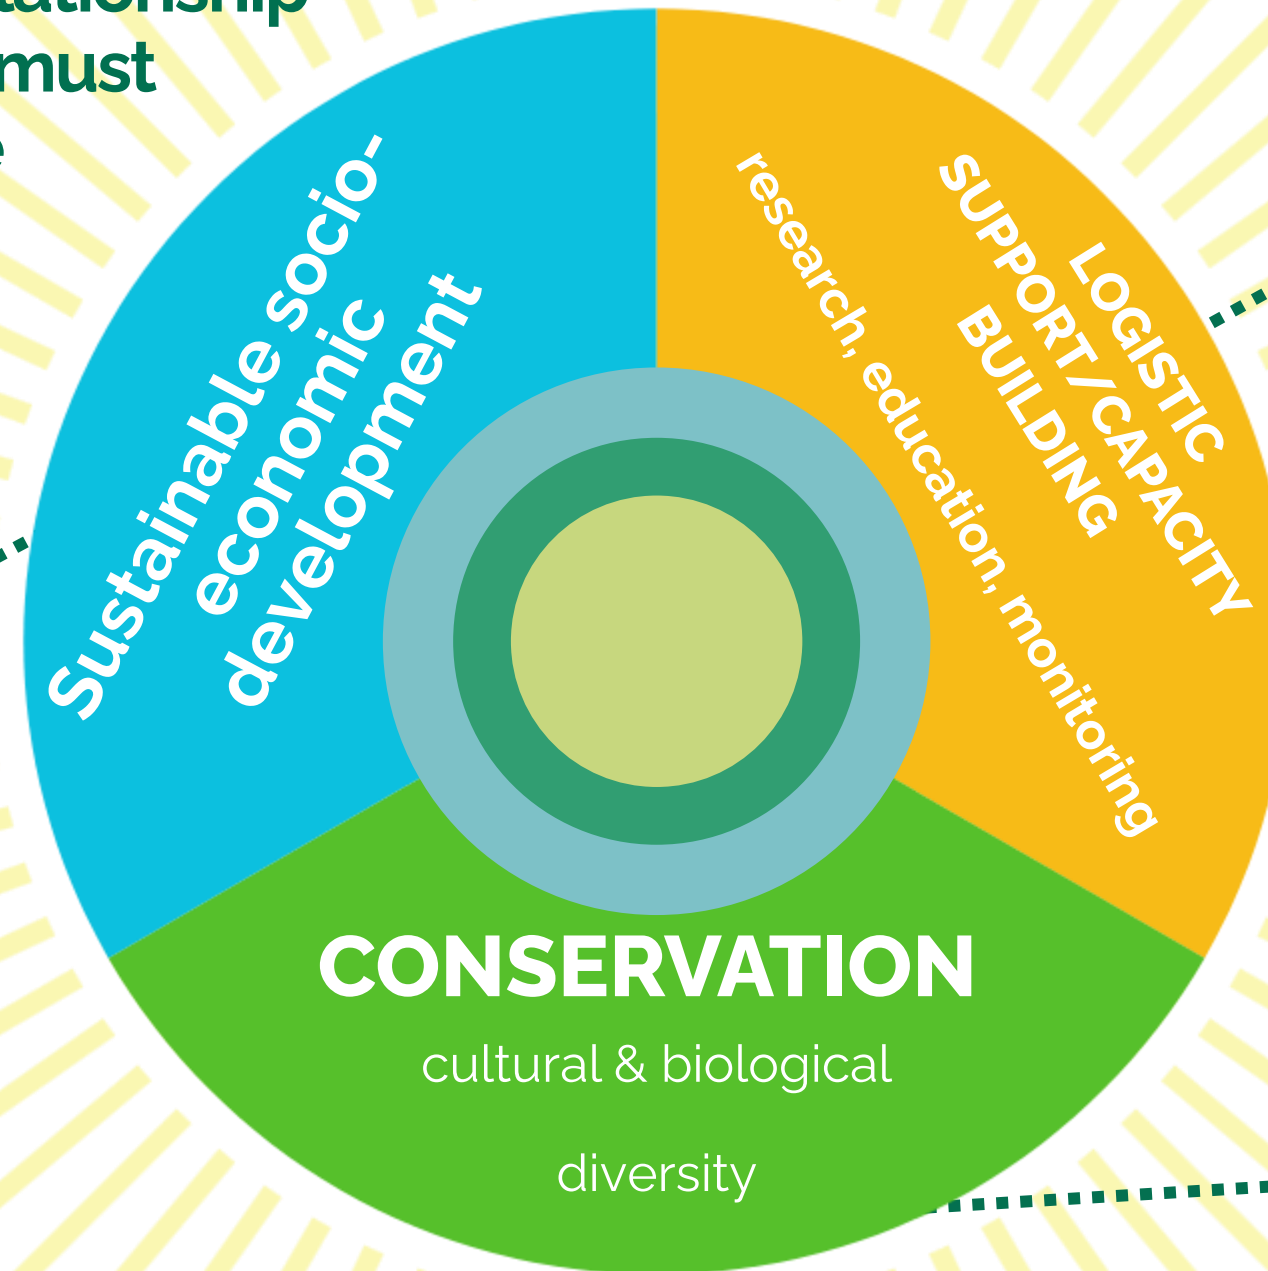 must
Sustainable socio-
economic
development
LOGISTIC
SUPPORT/CAPACITY
BUILDING
research, education, monitoring
CONSERVATION
cultural & biological
diversity